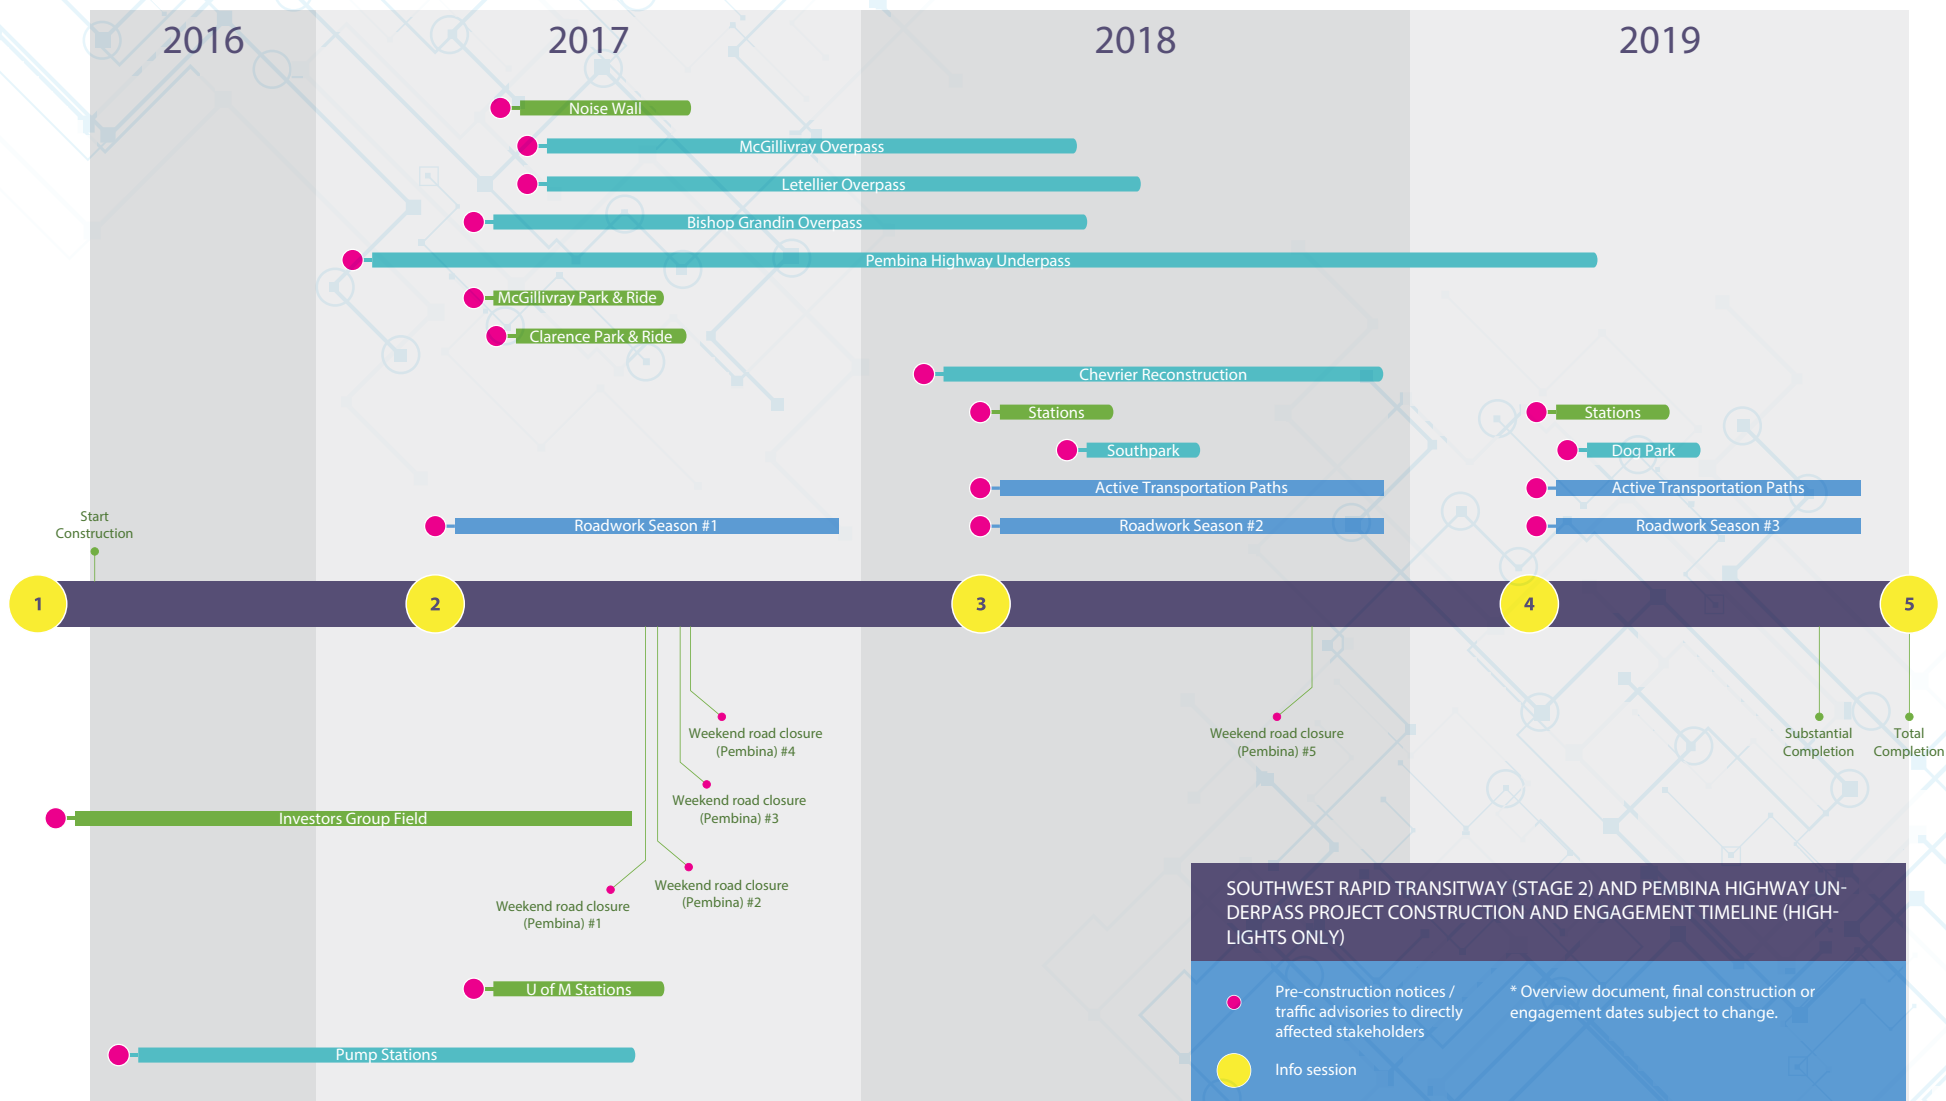 2016
2017
2018
2019
Noise Wall
McGillivray Overpass
Letellier Overpass
Bishop Grandin Overpass
Pembina Highway Underpass
McGillivray Park & Ride
Clarence Park & Ride
Chevrier Reconstruction
Stations
Stations
Southpark
Dog Park
Active Transportation Paths
Active Transportation Paths
Roadwork Season #1
Roadwork Season #2
Roadwork Season #3
Start
Construction
1
2
3
4
5
Weekend road closure
(Pembina) #4
Weekend road closure
(Pembina) #5
Substantial
Completion
Total
Completion
Weekend road closure
(Pembina) #3
Investors Group Field
Weekend road closure
(Pembina) #2
Weekend road closure
(Pembina) #1
U of M Stations
Pump Stations
SOUTHWEST RAPID TRANSITWAY (STAGE 2) AND PEMBINA HIGHWAY UN-
DERPASS PROJECT CONSTRUCTION AND ENGAGEMENT TIMELINE (HIGH-
LIGHTS ONLY)
Pre-construction notices /
traffic advisories to directly
affected stakeholders
* Overview document, final construction or
engagement dates subject to change.
Info session